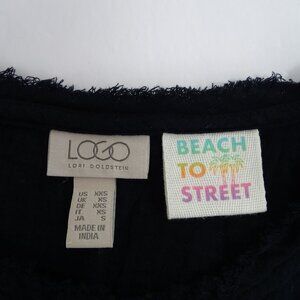 LOGO
LORI GOLDSTEIN
US XXS
UK XS
DE XXS
IT XS
JA S
MADE IN
INDIA
BEACH
TO
STREET